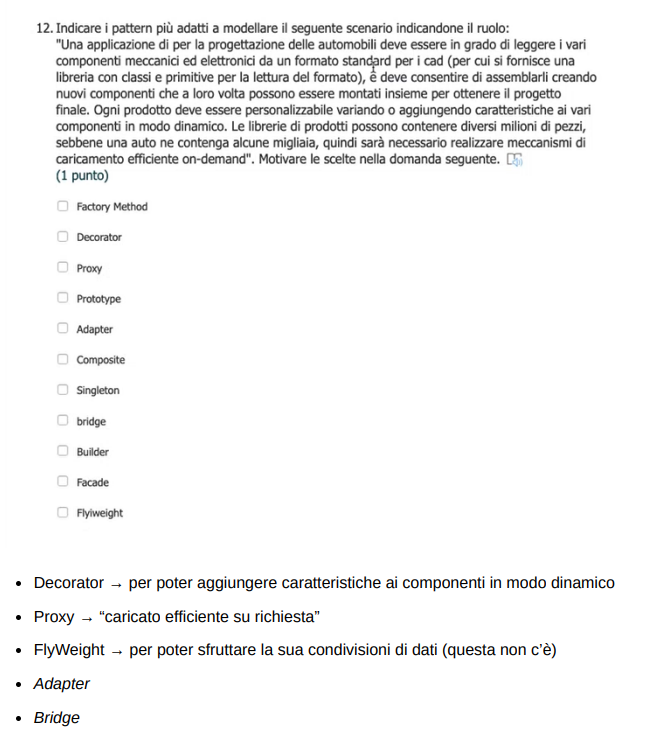 12. Indicare i pattern più adatti a modellare il seguente scenario indicandone il ruolo:
"Una applicazione di per la progettazione delle automobili deve essere in grado di leggere i vari
componenti meccanici ed elettronici da un formato standard per i cad (per cui si fornisce una
libreria con classi e primitive per la lettura del formato), è deve consentire di assemblarli creando
nuovi componenti che a loro volta possono essere montati insieme per ottenere il progetto
finale. Ogni prodotto deve essere personalizzabile variando o aggiungendo caratteristiche ai vari
componenti in modo dinamico. Le librerie di prodotti possono contenere diversi milioni di pezzi,
sebbene una auto ne contenga alcune migliaia, quindi sarà necessario realizzare meccanismi di
caricamento efficiente on-demand". Motivare le scelte nella domanda seguente.
(1 punto)
Factory Method
Decorator
Proxy
Prototype
Adapter
Composite
Singleton
bridge
Builder
Facade
Flyiweight
• Decorator → per poter aggiungere caratteristiche ai componenti in modo dinamico
• Proxy → “caricato efficiente su richiesta”
• FlyWeight → per poter sfruttare la sua condivisioni di dati (questa non c’è)
• Adapter
• Bridge